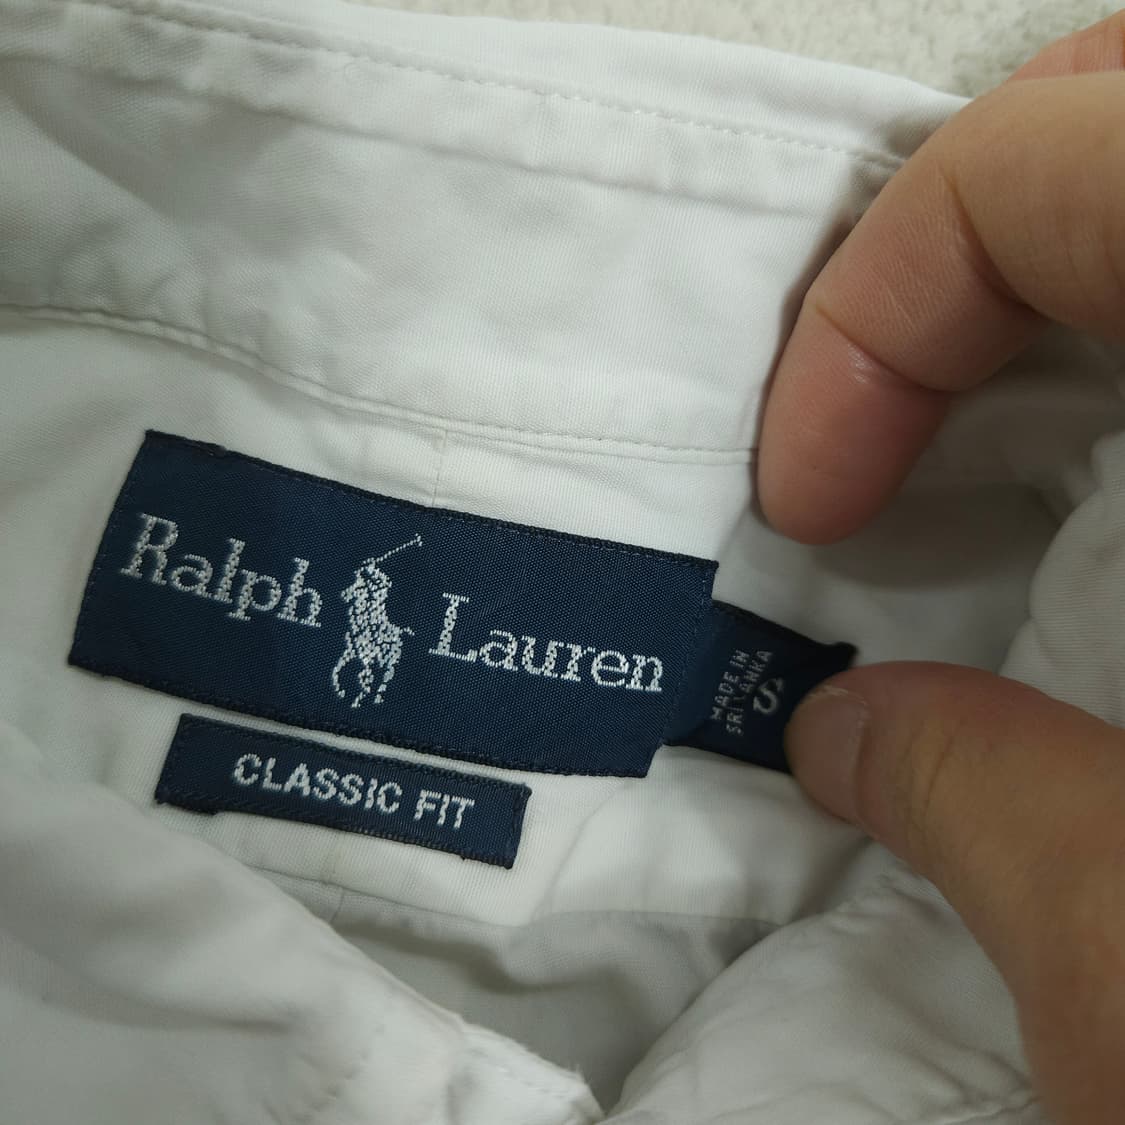 Ralph Lauren
CLASSIC FIT
MADE IN
SRI LANKA
S